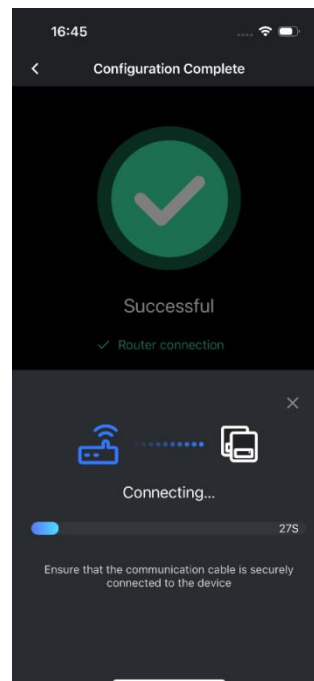 16:45
Configuration Complete
Successful
Router connection
Connecting...
27S
Ensure that the communication cable is securely
connected to the device